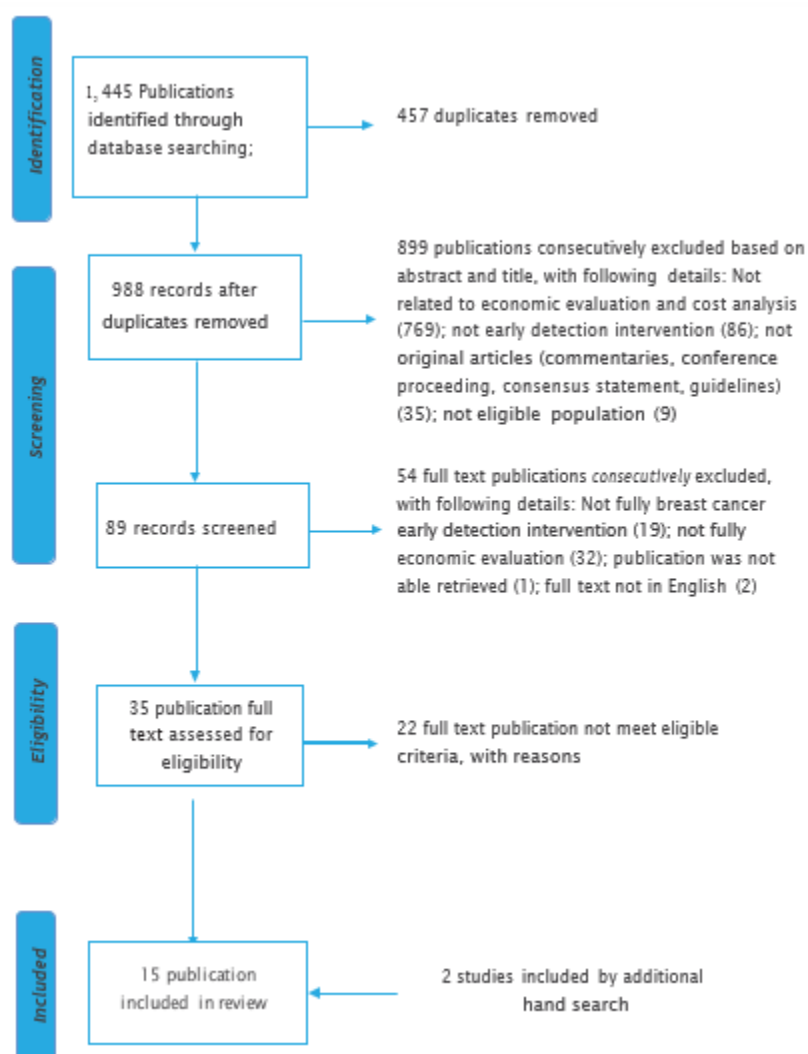 Identification
1, 445 Publications
identified through
database searching;
457 duplicates removed
Screening
988 records after
duplicates removed
899 publications consecutively excluded based on
abstract and title, with following details: Not
related to economic evaluation and cost analysis
(769); not early detection intervention (86); not
original articles (commentaries, conference
proceeding, consensus statement, guidelines)
(35); not eligible population (9)
89 records screened
54 full text publications consecutively excluded,
with following details: Not fully breast cancer
early detection intervention (19); not fully
economic evaluation (32); publication was not
able retrieved (1); full text not in English (2)
Eligibility
35 publication full
text assessed for
eligibility
22 full text publication not meet eligible
criteria, with reasons
Included
15 publication
included in review
2 studies included by additional
hand search